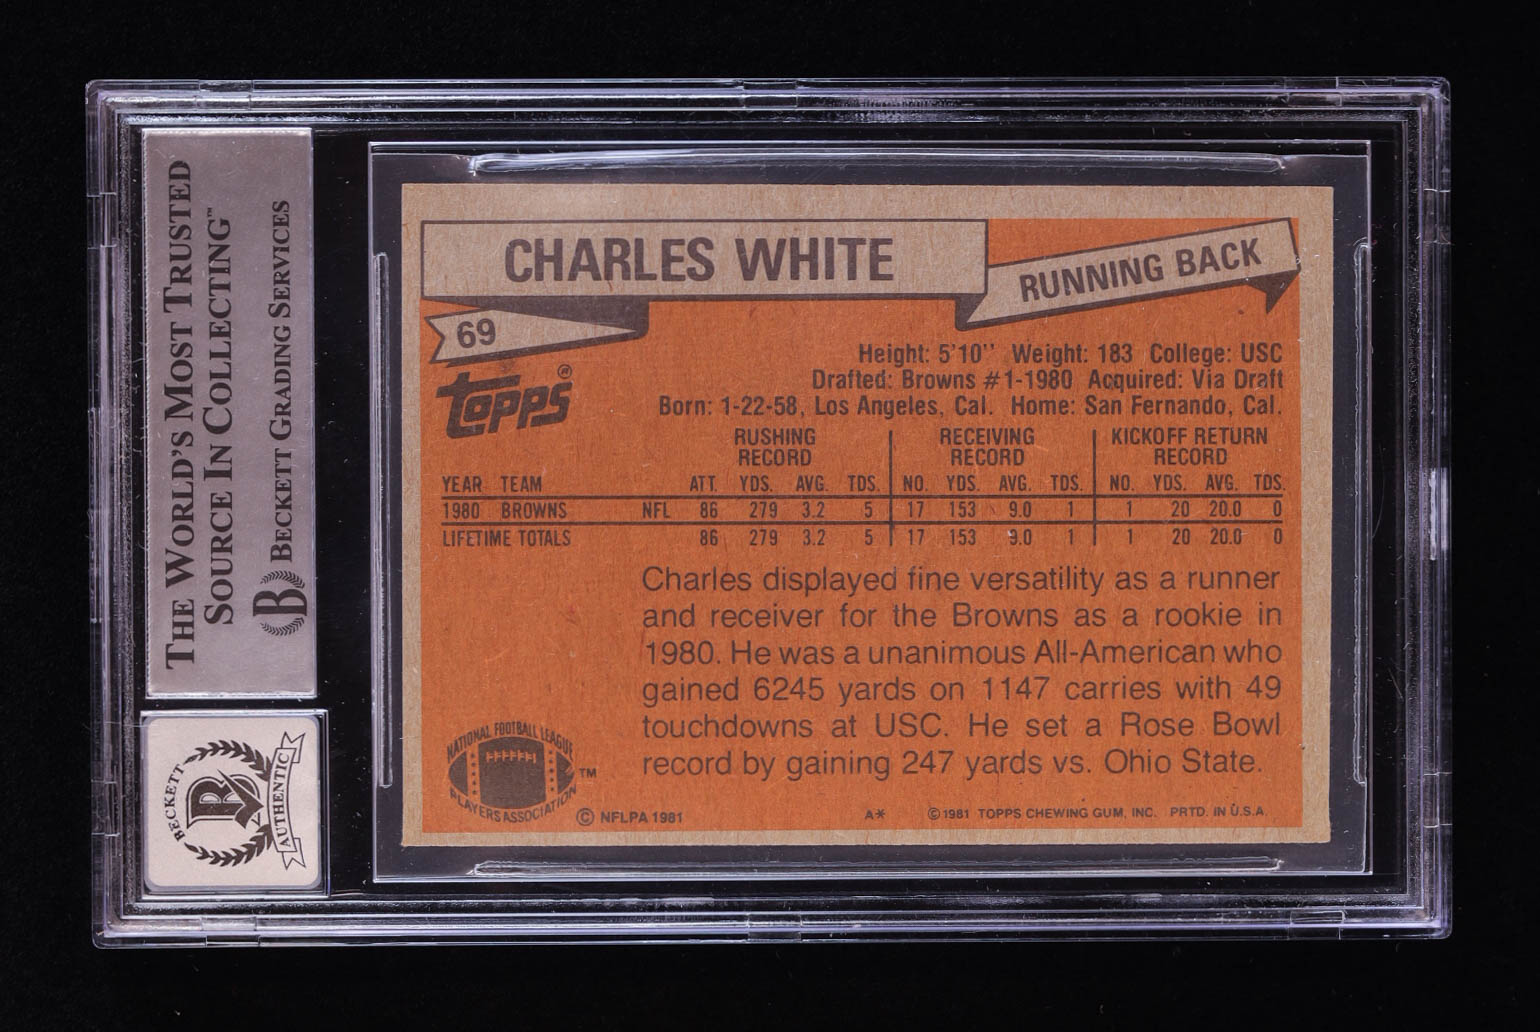 THE WORLD'S MOST TRUSTED
SOURCE IN COLLECTING™
BECKETT GRADING SERVICES
B
BECKETT
BV
AUTHENTIC
CHARLES WHITE
RUNNING BACK
69
topps®
Height: 5'10'' Weight: 183 College: USC
Drafted: Browns #1-1980 Acquired: Via Draft
Born: 1-22-58, Los Angeles, Cal. Home: San Fernando, Cal.
RUSHING RECORD RECEIVING RECORD KICKOFF RETURN RECORD
YEAR TEAM ATT. YDS. AVG. TDS. NO. YDS. AVG. TDS. NO. YDS. AVG. TDS.
1980 BROWNS NFL 86 279 3.2 5 17 153 9.0 1 1 20 20.0 0
LIFETIME TOTALS 86 279 3.2 5 17 153 9.0 1 1 20 20.0 0
Charles displayed fine versatility as a runner
and receiver for the Browns as a rookie in
1980. He was a unanimous All-American who
gained 6245 yards on 1147 carries with 49
touchdowns at USC. He set a Rose Bowl
record by gaining 247 yards vs. Ohio State.
NATIONAL FOOTBALL LEAGUE
PLAYERS ASSOCIATION
™
© NFLPA 1981
A*
© 1981 TOPPS CHEWING GUM, INC. PRTD. IN U.S.A.